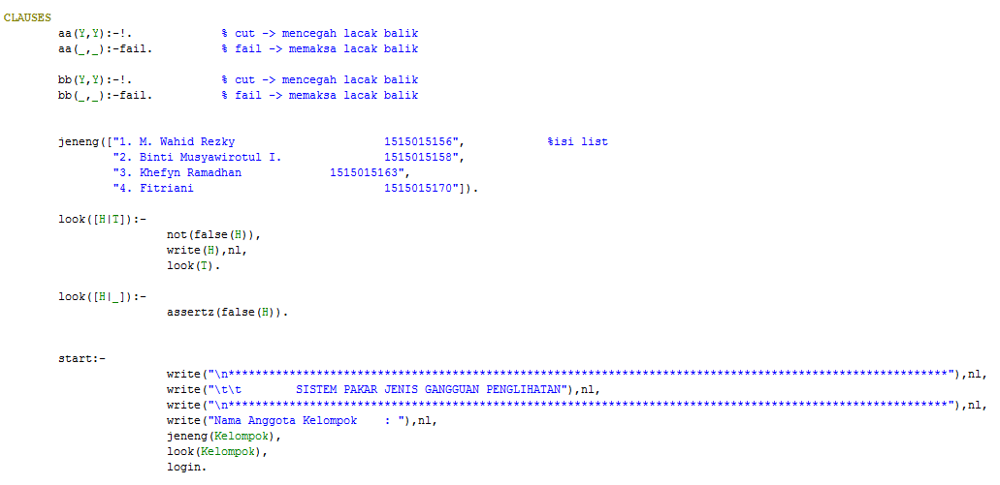 CLAUSES
aa(Y,Y):-!. % cut -> mencegah lacak balik
aa(_,_):-fail. % fail -> memaksa lacak balik
bb(Y,Y):-!. % cut -> mencegah lacak balik
bb(_,_):-fail. % fail -> memaksa lacak balik
jeneng(["1. M. Wahid Rezky 1515015156", %isi list
"2. Binti Musyawirotul I. 1515015158",
"3. Khefyn Ramadhan 1515015163",
"4. Fitriani 1515015170"]).
look([H|T]):-
not(false(H)),
write(H),nl,
look(T).
look([H|_]):-
assertz(false(H)).
start:-
write("\n**********************************************************************************************************"),nl,
write("\t\t SISTEM PAKAR JENIS GANGGUAN PENGLIHATAN"),nl,
write("\n**********************************************************************************************************"),nl,
write("Nama Anggota Kelompok : "),nl,
jeneng(Kelompok),
look(Kelompok),
login.